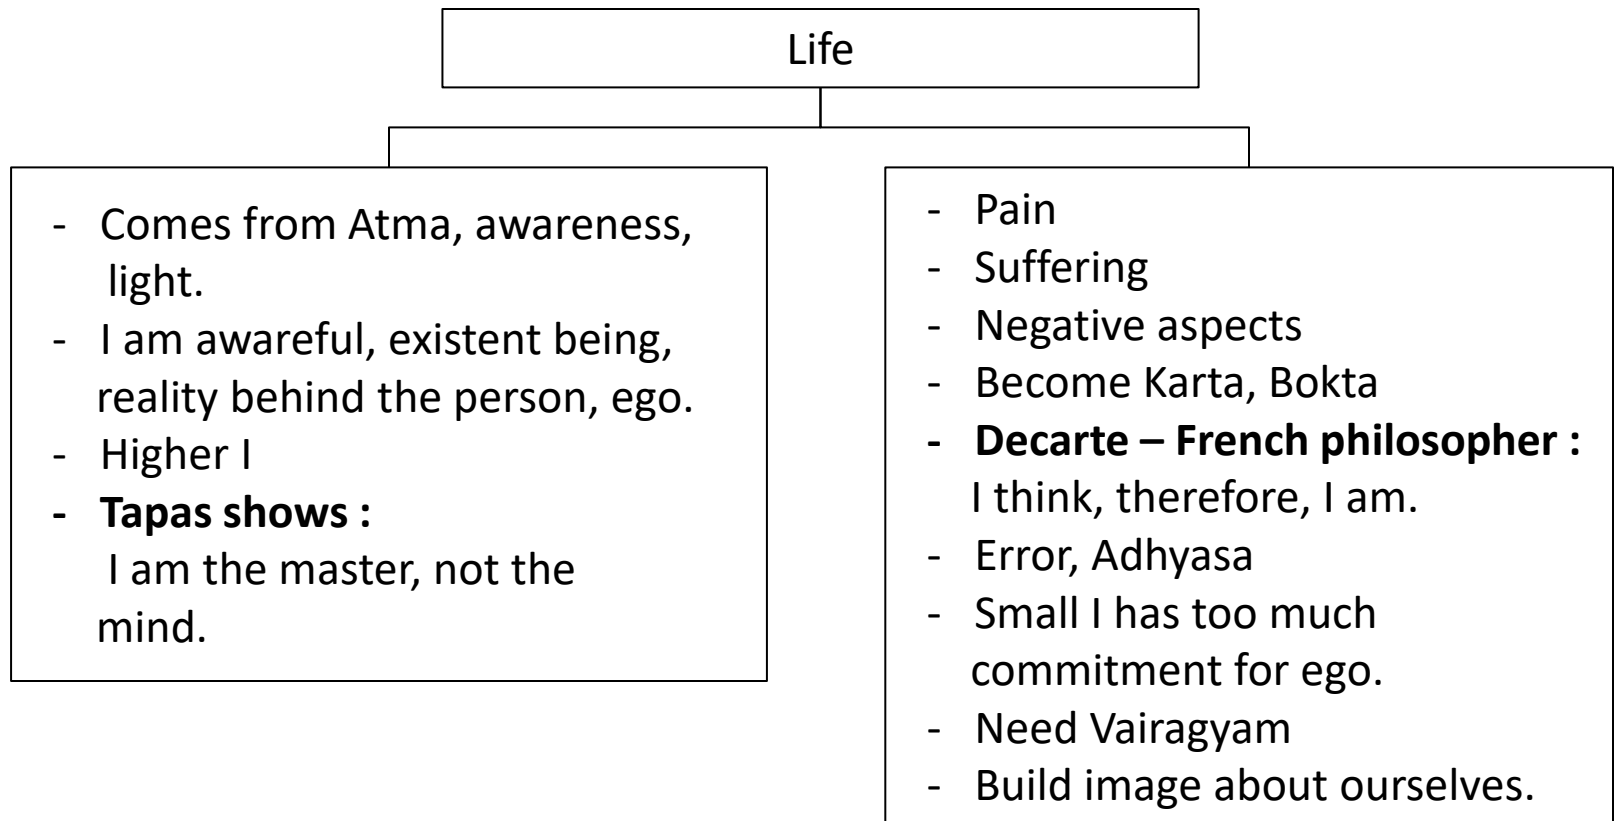 Life
- Comes from Atma, awareness,
light.
- I am awareful, existent being,
reality behind the person, ego.
- Higher I
- Tapas shows :
I am the master, not the
mind.
- Pain
- Suffering
- Negative aspects
- Become Karta, Bokta
- Decarte – French philosopher :
I think, therefore, I am.
- Error, Adhyasa
- Small I has too much
commitment for ego.
- Need Vairagyam
- Build image about ourselves.